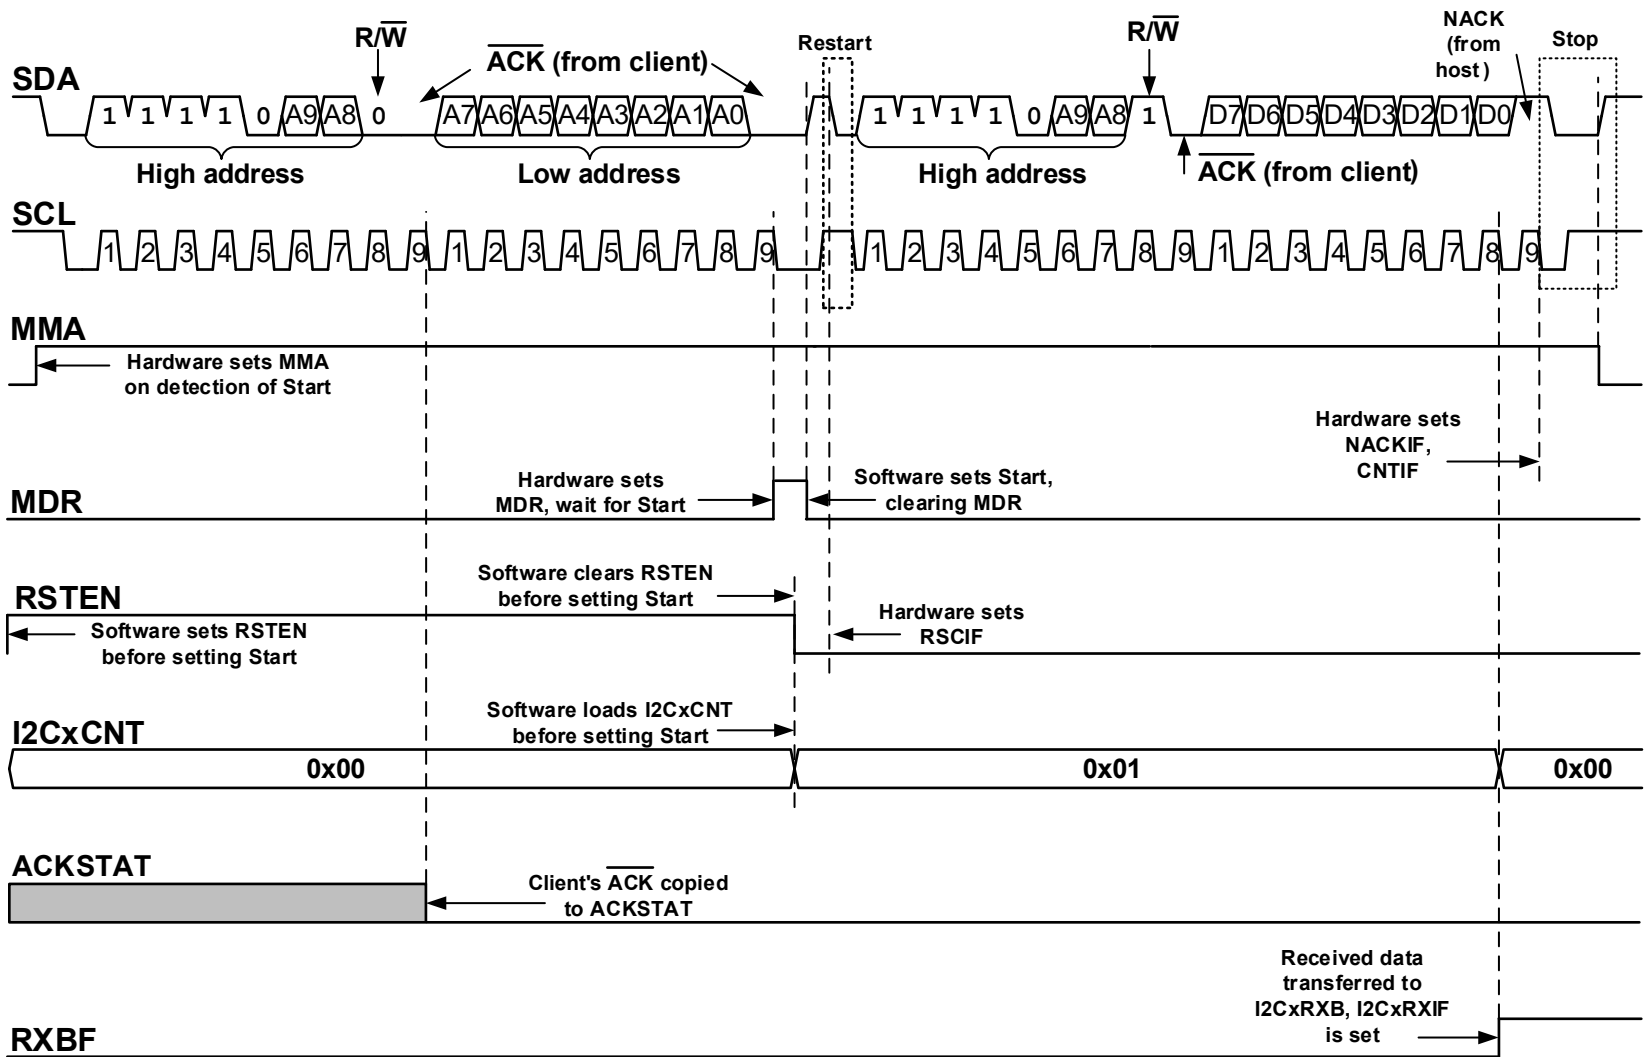 R/W
R/W
NACK
(from
host )
Restart
Stop
ACK (from client)
SDA
1 1 1 1 0 A9 A8 0 A7 A6 A5 A4 A3 A2 A1 A0 1 1 1 1 0 A9 A8 1 D7 D6 D5 D4 D3 D2 D1 D0
High address
Low address
High address
ACK (from client)
SCL
1 2 3 4 5 6 7 8 9 1 2 3 4 5 6 7 8 9 1 2 3 4 5 6 7 8 9 1 2 3 4 5 6 7 8 9
MMA
Hardware sets MMA
on detection of Start
Hardware sets
NACKIF,
CNTIF
MDR
Hardware sets
MDR, wait for Start
Software sets Start,
clearing MDR
RSTEN
Software sets RSTEN
before setting Start
Software clears RSTEN
before setting Start
Hardware sets
RSCIF
I2CxCNT
Software loads I2CxCNT
before setting Start
0x00 0x01 0x00
ACKSTAT
Client's ACK copied
to ACKSTAT
RXBF
Received data
transferred to
I2CxRXB, I2CxRXIF
is set